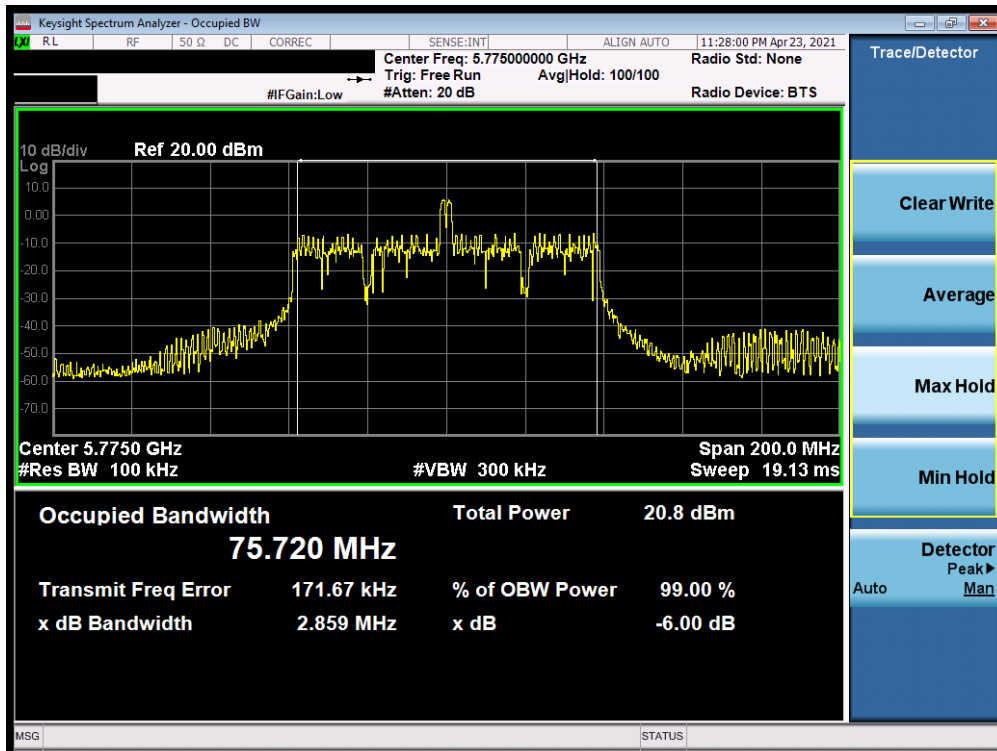 Keysight Spectrum Analyzer - Occupied BW
LXI RL RF 50 Ω DC CORREC SENSE:INT ALIGN AUTO 11:28:00 PM Apr 23, 2021
Center Freq: 5.775000000 GHz Radio Std: None
Trig: Free Run Avg|Hold: 100/100
#IFGain:Low #Atten: 20 dB Radio Device: BTS
10 dB/div Ref 20.00 dBm
Log
10.0
0.00
-10.0
-20.0
-30.0
-40.0
-50.0
-60.0
-70.0
Center 5.7750 GHz Span 200.0 MHz
#Res BW 100 kHz #VBW 300 kHz Sweep 19.13 ms
Occupied Bandwidth Total Power 20.8 dBm
75.720 MHz
Transmit Freq Error 171.67 kHz % of OBW Power 99.00 %
x dB Bandwidth 2.859 MHz x dB -6.00 dB
Trace/Detector
Clear Write
Average
Max Hold
Min Hold
Detector
Peak▶
Auto Man
MSG STATUS